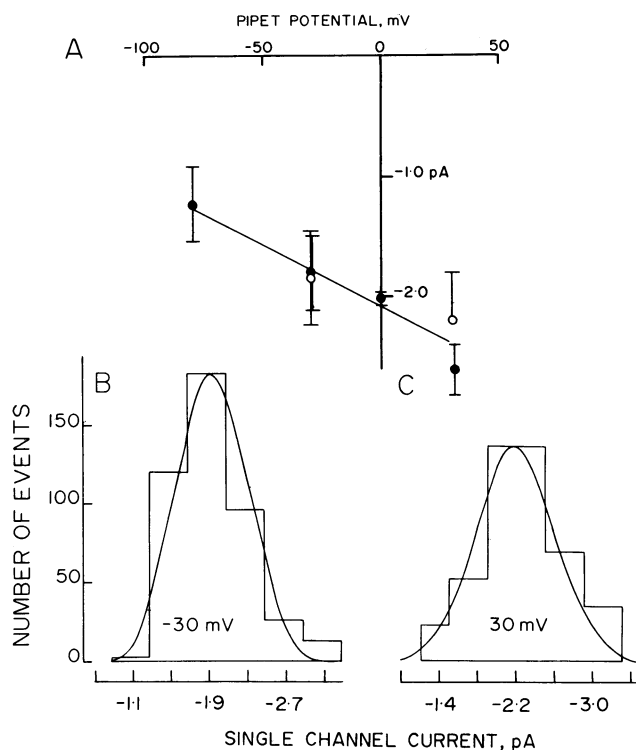 PIPET POTENTIAL, mV
A
-100
-50
0
50
-1·0 pA
-2.0
B
C
NUMBER OF EVENTS
150
100
50
0
-30 mV
30 mV
-1·1
-1·9
-2·7
-1·4
-2·2
-3·0
SINGLE CHANNEL CURRENT, pA